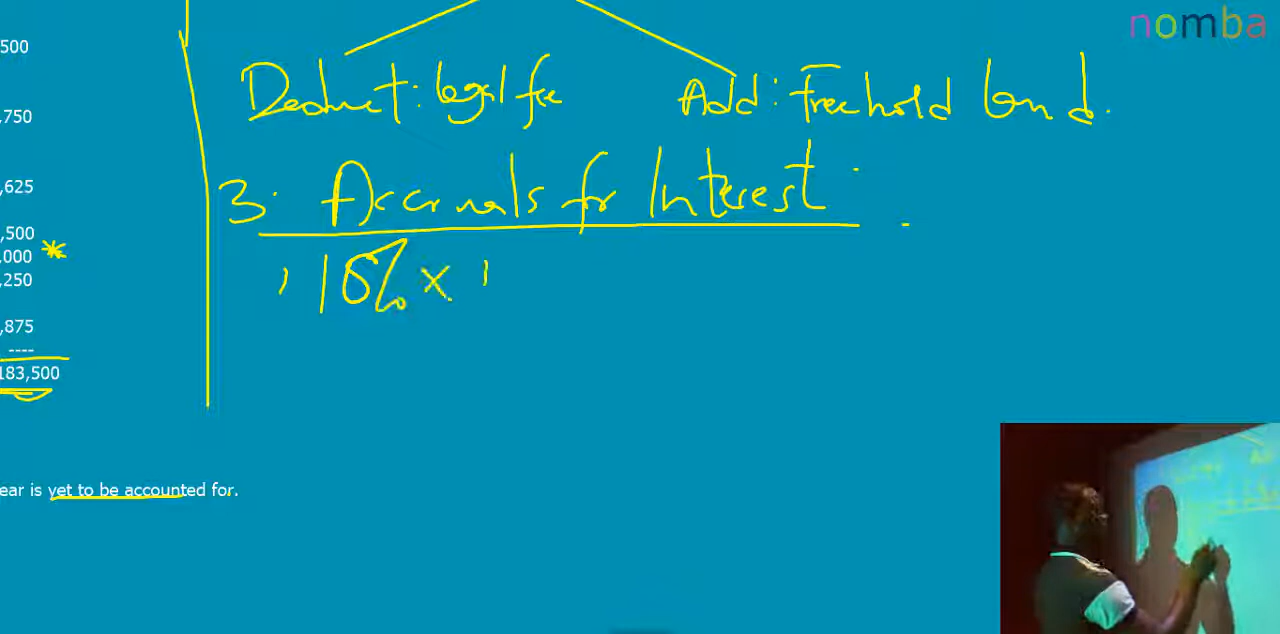 nomba
500
Deduct: legal fee Add: Freehold land.
,750
,625
3. Accruals for Interest
,500
,000 *
,250
10% x
,875
----
183,500
ear is yet to be accounted for.